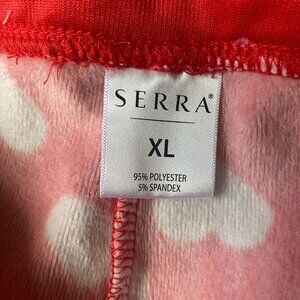 SERRA®
XL
95% POLYESTER
5% SPANDEX